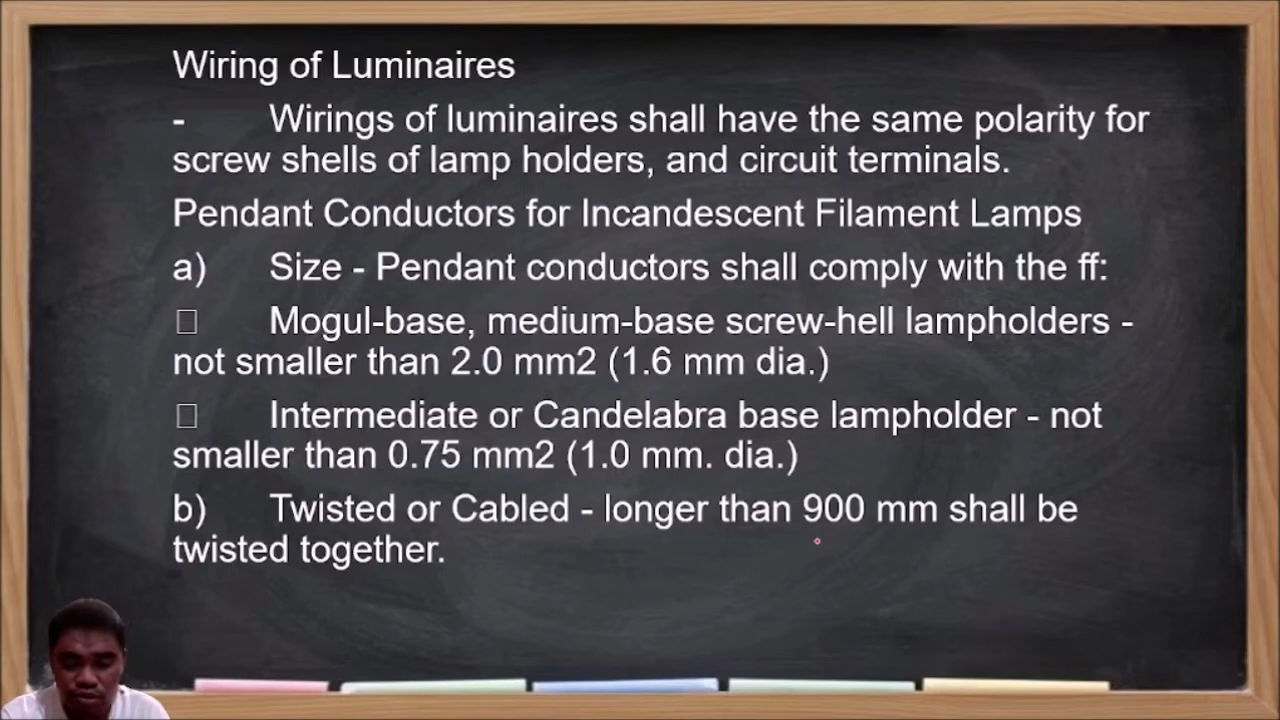 Wiring of Luminaires
- Wirings of luminaires shall have the same polarity for
screw shells of lamp holders, and circuit terminals.
Pendant Conductors for Incandescent Filament Lamps
a) Size - Pendant conductors shall comply with the ff:
□ Mogul-base, medium-base screw-hell lampholders -
not smaller than 2.0 mm2 (1.6 mm dia.)
□ Intermediate or Candelabra base lampholder - not
smaller than 0.75 mm2 (1.0 mm. dia.)
b) Twisted or Cabled - longer than 900 mm shall be
twisted together.